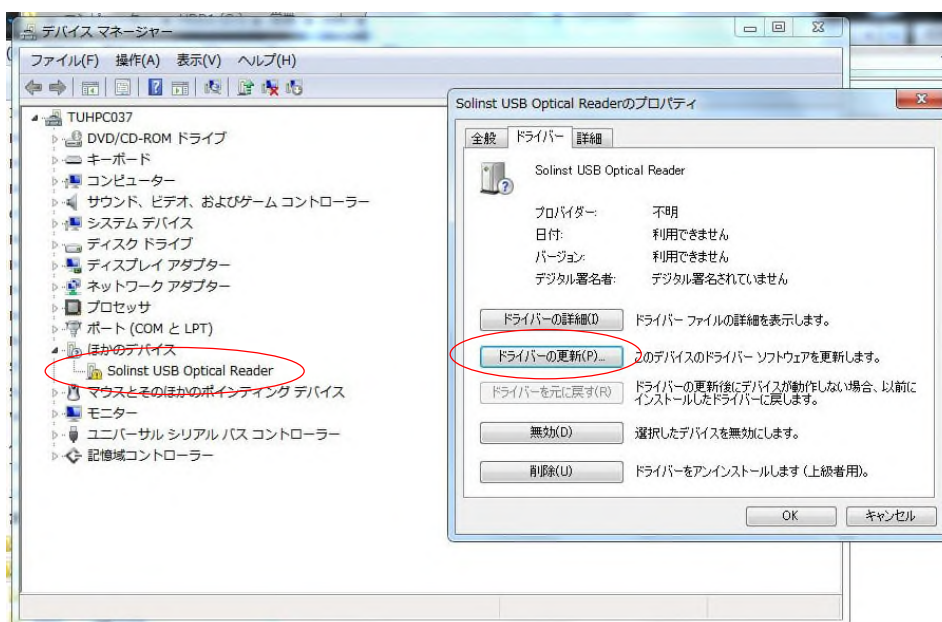 デバイス マネージャー
ファイル(F) 操作(A) 表示(V) ヘルプ(H)
TUHPC037
DVD/CD-ROM ドライブ
キーボード
コンピューター
サウンド、ビデオ、およびゲーム コントローラー
システム デバイス
ディスク ドライブ
ディスプレイ アダプター
ネットワーク アダプター
プロセッサ
ポート (COM と LPT)
ほかのデバイス
Solinst USB Optical Reader
マウスとそのほかのポインティング デバイス
モニター
ユニバーサル シリアル バス コントローラー
記憶域コントローラー
Solinst USB Optical Readerのプロパティ
全般 ドライバー 詳細
Solinst USB Optical Reader
プロバイダー: 不明
日付: 利用できません
バージョン: 利用できません
デジタル署名者: デジタル署名されていません
ドライバーの詳細(I) ドライバー ファイルの詳細を表示します。
ドライバーの更新(P)... このデバイスのドライバー ソフトウェアを更新します。
ドライバーを元に戻す(R) ドライバーの更新後にデバイスが動作しない場合、以前に
インストールしたドライバーに戻します。
無効(D) 選択したデバイスを無効にします。
削除(U) ドライバーをアンインストールします (上級者用)。
OK キャンセル